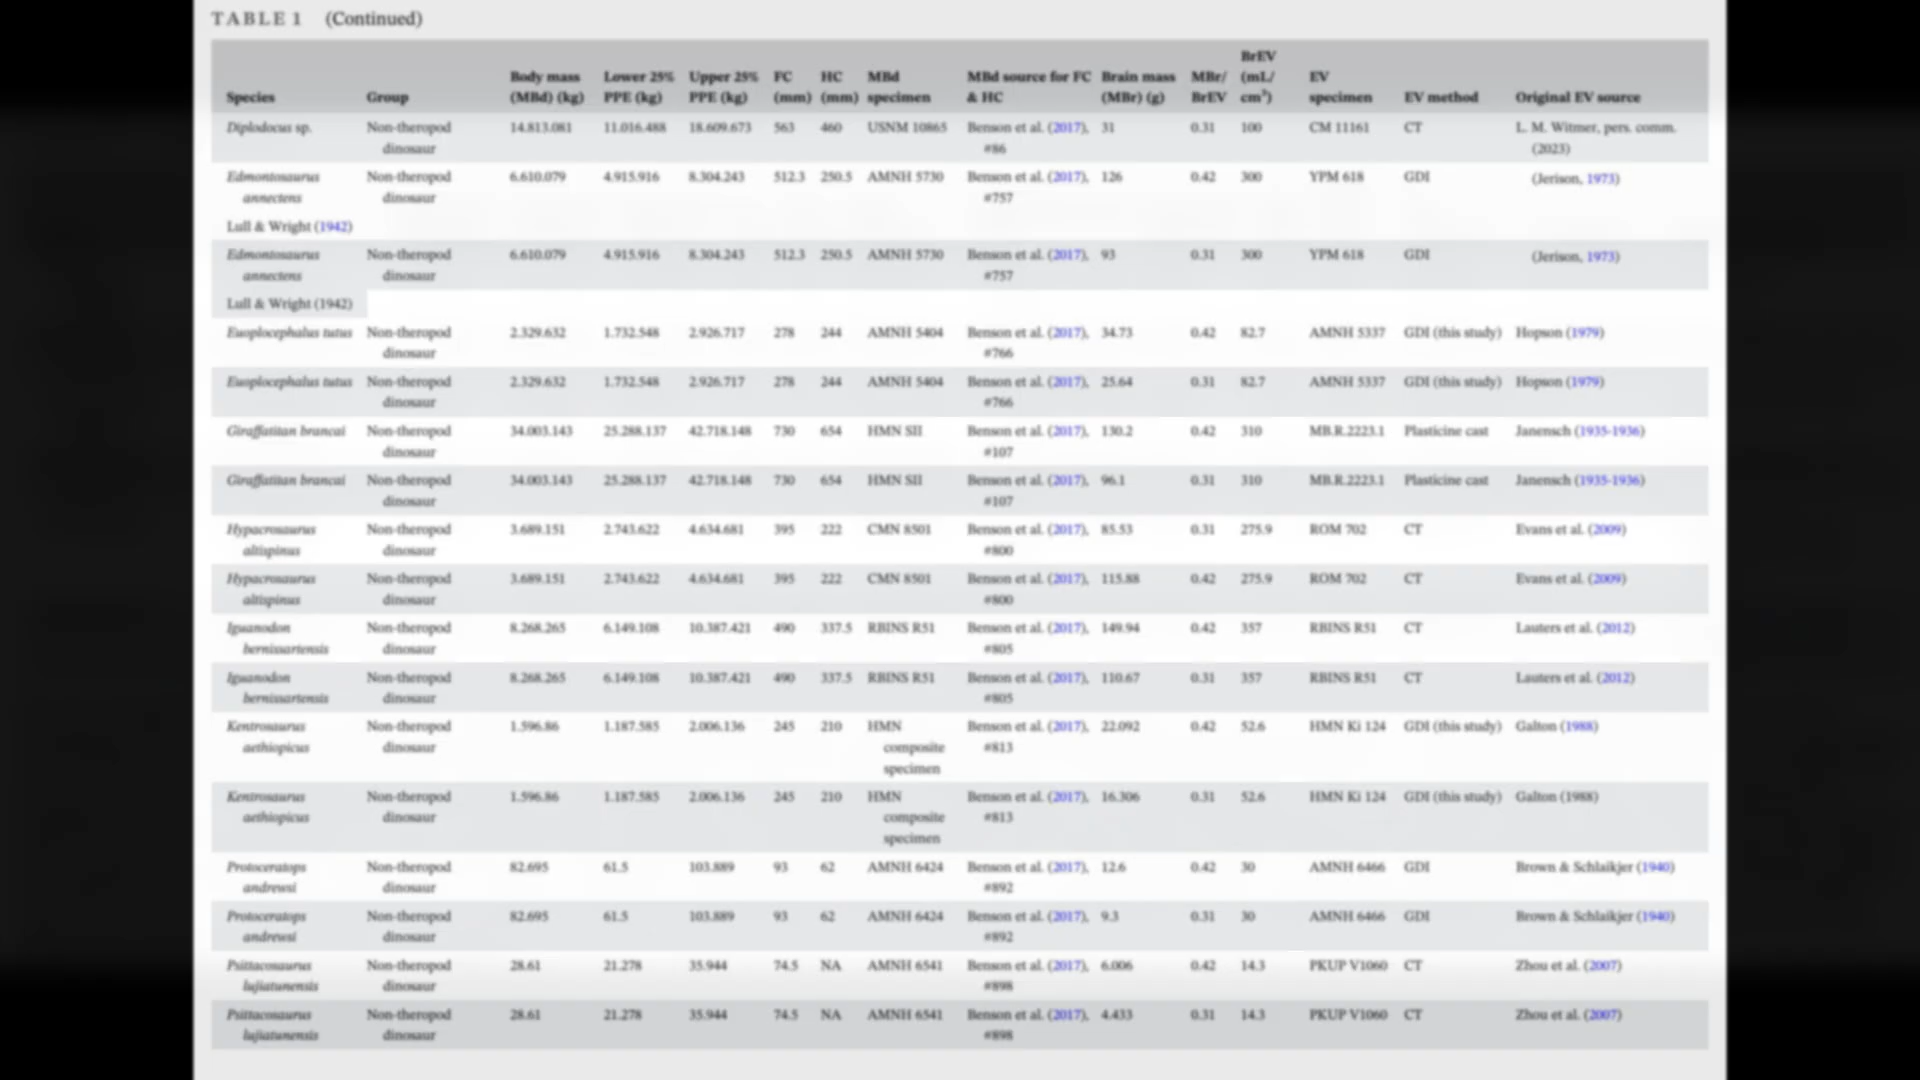 TABLE 1 (Continued)
Species Group Body mass (MBd) (kg) Lower 25% PPE (kg) Upper 25% PPE (kg) FC (mm) HC (mm) MBd specimen MBd source for FC & HC Brain mass (MBr) (g) MBr/ BrEV BrEV (mL/ cm³) EV specimen EV method Original EV source
Diplodocus sp. Non-theropod dinosaur 14.813.081 11.016.488 18.609.673 563 460 USNM 10865 Benson et al. (2017), #86 31 0.31 100 CM 11161 CT L. M. Witmer, pers. comm. (2023)
Edmontosaurus annectens Non-theropod dinosaur 6.610.079 4.915.916 8.304.243 512.3 250.5 AMNH 5730 Benson et al. (2017), #757 126 0.42 300 YPM 618 GDI (Jerison, 1973)
Lull & Wright (1942)
Edmontosaurus annectens Non-theropod dinosaur 6.610.079 4.915.916 8.304.243 512.3 250.5 AMNH 5730 Benson et al. (2017), #757 93 0.31 300 YPM 618 GDI (Jerison, 1973)
Lull & Wright (1942)
Euoplocephalus tutus Non-theropod dinosaur 2.329.632 1.732.548 2.926.717 278 244 AMNH 5404 Benson et al. (2017), #766 34.73 0.42 82.7 AMNH 5337 GDI (this study) Hopson (1979)
Euoplocephalus tutus Non-theropod dinosaur 2.329.632 1.732.548 2.926.717 278 244 AMNH 5404 Benson et al. (2017), #766 25.64 0.31 82.7 AMNH 5337 GDI (this study) Hopson (1979)
Giraffatitan brancai Non-theropod dinosaur 34.003.143 25.288.137 42.718.148 730 654 HMN SII Benson et al. (2017), #107 130.2 0.42 310 MB.R.2223.1 Plasticine cast Janensch (1935-1936)
Giraffatitan brancai Non-theropod dinosaur 34.003.143 25.288.137 42.718.148 730 654 HMN SII Benson et al. (2017), #107 96.1 0.31 310 MB.R.2223.1 Plasticine cast Janensch (1935-1936)
Hypacrosaurus altispinus Non-theropod dinosaur 3.689.151 2.743.622 4.634.681 395 222 CMN 8501 Benson et al. (2017), #800 85.53 0.31 275.9 ROM 702 CT Evans et al. (2009)
Hypacrosaurus altispinus Non-theropod dinosaur 3.689.151 2.743.622 4.634.681 395 222 CMN 8501 Benson et al. (2017), #800 115.88 0.42 275.9 ROM 702 CT Evans et al. (2009)
Iguanodon bernissartensis Non-theropod dinosaur 8.268.265 6.149.108 10.387.421 490 337.5 RBINS R51 Benson et al. (2017), #805 149.94 0.42 357 RBINS R51 CT Lauters et al. (2012)
Iguanodon bernissartensis Non-theropod dinosaur 8.268.265 6.149.108 10.387.421 490 337.5 RBINS R51 Benson et al. (2017), #805 110.67 0.31 357 RBINS R51 CT Lauters et al. (2012)
Kentrosaurus aethiopicus Non-theropod dinosaur 1.596.86 1.187.585 2.006.136 245 210 HMN composite specimen Benson et al. (2017), #813 22.092 0.42 52.6 HMN Ki 124 GDI (this study) Galton (1988)
Kentrosaurus aethiopicus Non-theropod dinosaur 1.596.86 1.187.585 2.006.136 245 210 HMN composite specimen Benson et al. (2017), #813 16.306 0.31 52.6 HMN Ki 124 GDI (this study) Galton (1988)
Protoceratops andrewsi Non-theropod dinosaur 82.695 61.5 103.889 93 62 AMNH 6424 Benson et al. (2017), #892 12.6 0.42 30 AMNH 6466 GDI Brown & Schlaikjer (1940)
Protoceratops andrewsi Non-theropod dinosaur 82.695 61.5 103.889 93 62 AMNH 6424 Benson et al. (2017), #892 9.3 0.31 30 AMNH 6466 GDI Brown & Schlaikjer (1940)
Psittacosaurus lujiatunensis Non-theropod dinosaur 28.61 21.278 35.944 74.5 NA AMNH 6541 Benson et al. (2017), #898 6.006 0.42 14.3 PKUP V1060 CT Zhou et al. (2007)
Psittacosaurus lujiatunensis Non-theropod dinosaur 28.61 21.278 35.944 74.5 NA AMNH 6541 Benson et al. (2017), #898 4.433 0.31 14.3 PKUP V1060 CT Zhou et al. (2007)